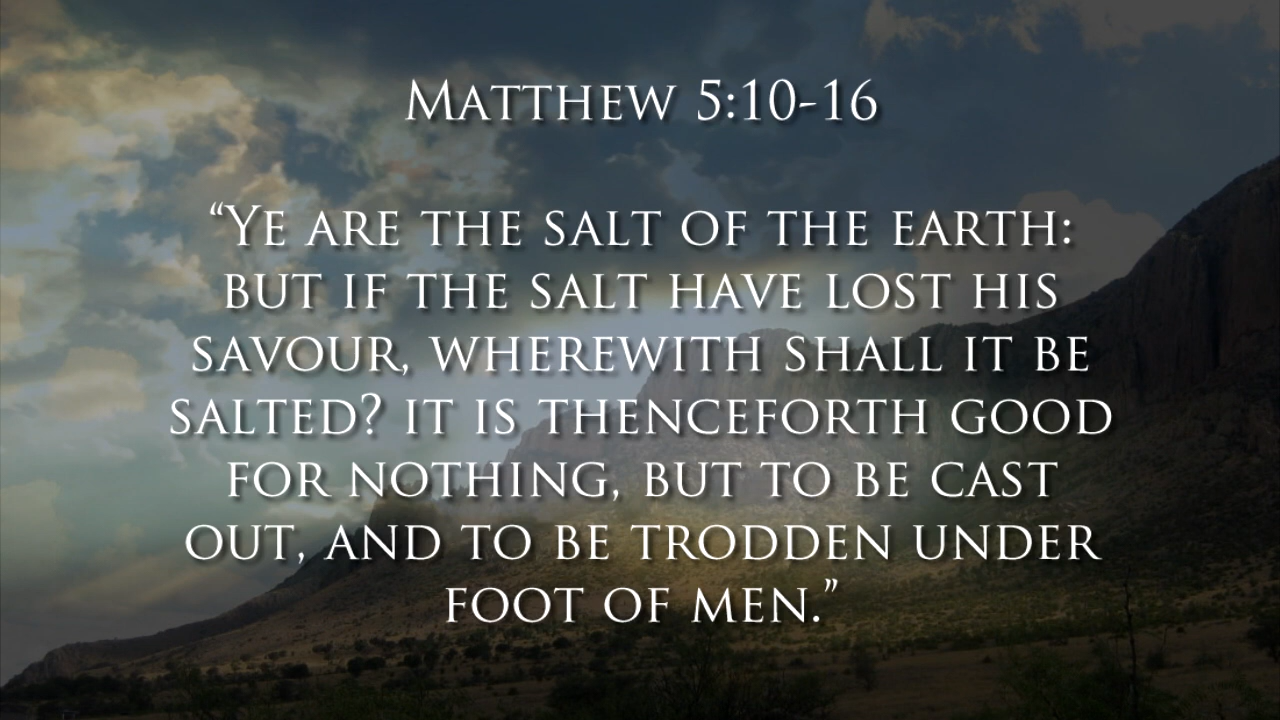 Matthew 5:10-16
“Ye are the salt of the earth:
but if the salt have lost his
savour, wherewith shall it be
salted? it is thenceforth good
for nothing, but to be cast
out, and to be trodden under
foot of men.”